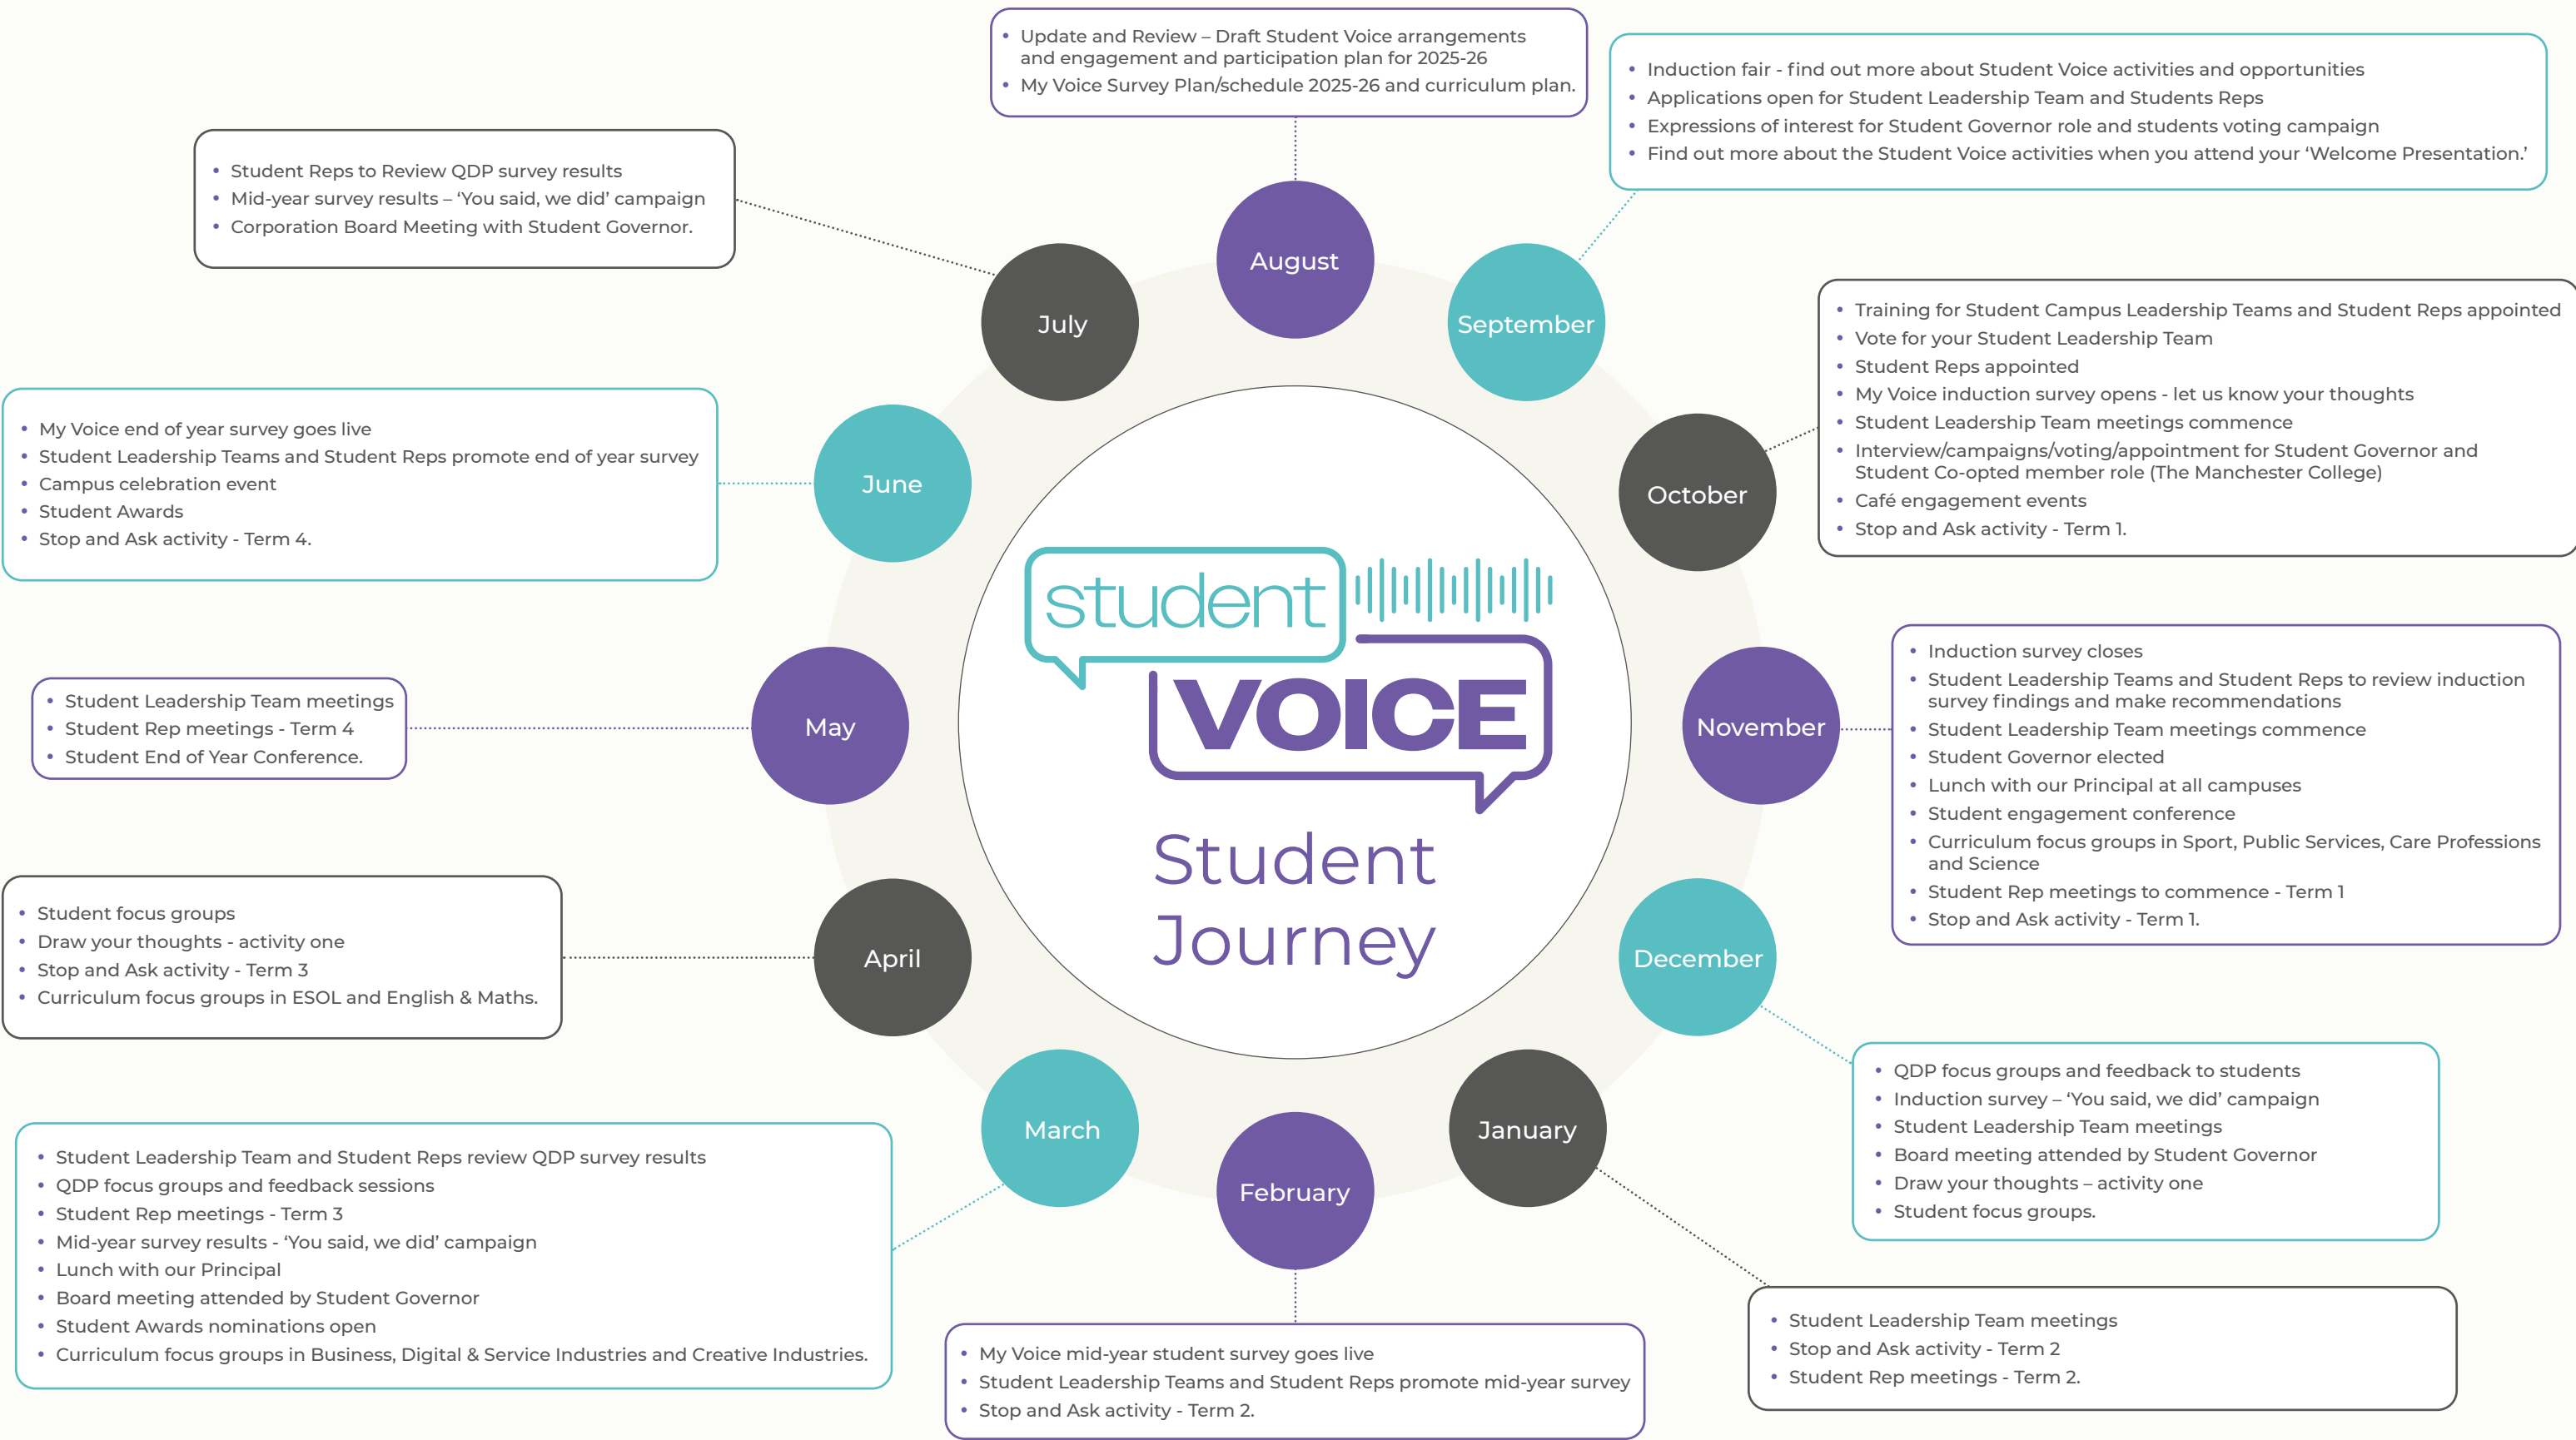 • Update and Review – Draft Student Voice arrangements
and engagement and participation plan for 2025-26
• My Voice Survey Plan/schedule 2025-26 and curriculum plan.
August
• Induction fair - find out more about Student Voice activities and opportunities
• Applications open for Student Leadership Team and Students Reps
• Expressions of interest for Student Governor role and students voting campaign
• Find out more about the Student Voice activities when you attend your ‘Welcome Presentation.’
September
• Training for Student Campus Leadership Teams and Student Reps appointed
• Vote for your Student Leadership Team
• Student Reps appointed
• My Voice induction survey opens - let us know your thoughts
• Student Leadership Team meetings commence
• Interview/campaigns/voting/appointment for Student Governor and
Student Co-opted member role (The Manchester College)
• Café engagement events
• Stop and Ask activity - Term 1.
October
• Induction survey closes
• Student Leadership Teams and Student Reps to review induction
survey findings and make recommendations
• Student Leadership Team meetings commence
• Student Governor elected
• Lunch with our Principal at all campuses
• Student engagement conference
• Curriculum focus groups in Sport, Public Services, Care Professions
and Science
• Student Rep meetings to commence - Term 1
• Stop and Ask activity - Term 1.
November
• QDP focus groups and feedback to students
• Induction survey – ‘You said, we did’ campaign
• Student Leadership Team meetings
• Board meeting attended by Student Governor
• Draw your thoughts – activity one
• Student focus groups.
December
• Student Leadership Team meetings
• Stop and Ask activity - Term 2
• Student Rep meetings - Term 2.
January
• My Voice mid-year student survey goes live
• Student Leadership Teams and Student Reps promote mid-year survey
• Stop and Ask activity - Term 2.
February
• Student Leadership Team and Student Reps review QDP survey results
• QDP focus groups and feedback sessions
• Student Rep meetings - Term 3
• Mid-year survey results - ‘You said, we did’ campaign
• Lunch with our Principal
• Board meeting attended by Student Governor
• Student Awards nominations open
• Curriculum focus groups in Business, Digital & Service Industries and Creative Industries.
March
• Student focus groups
• Draw your thoughts - activity one
• Stop and Ask activity - Term 3
• Curriculum focus groups in ESOL and English & Maths.
April
• Student Leadership Team meetings
• Student Rep meetings - Term 4
• Student End of Year Conference.
May
• My Voice end of year survey goes live
• Student Leadership Teams and Student Reps promote end of year survey
• Campus celebration event
• Student Awards
• Stop and Ask activity - Term 4.
June
• Student Reps to Review QDP survey results
• Mid-year survey results – ‘You said, we did’ campaign
• Corporation Board Meeting with Student Governor.
July
student
VOICE
Student
Journey